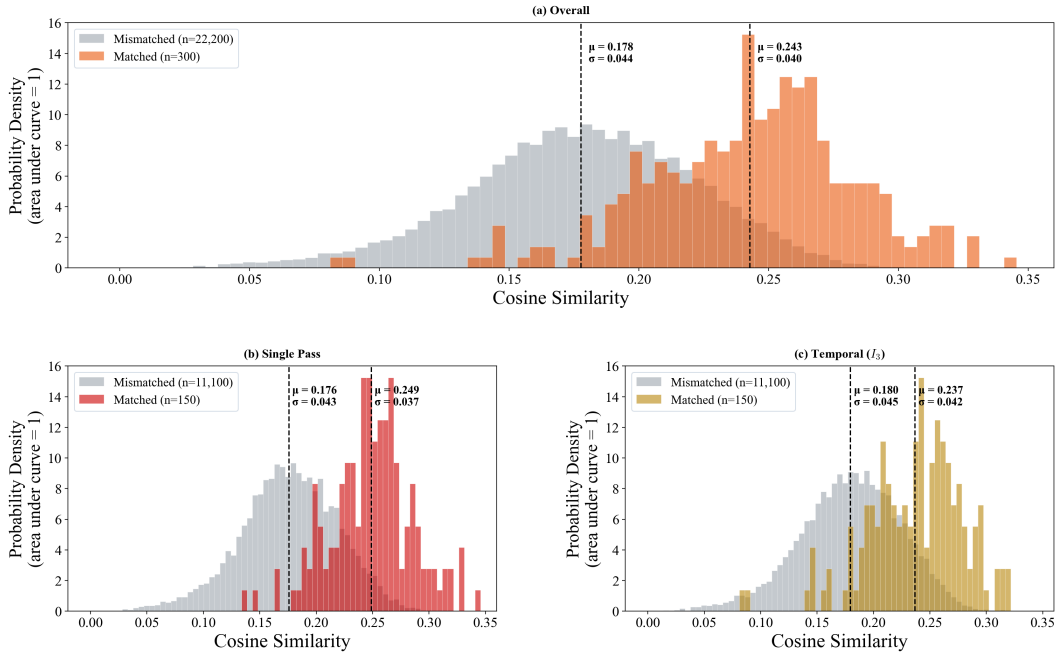 (a) Overall
Probability Density
(area under curve = 1)
16
14
12
10
8
6
4
2
0
Mismatched (n=22,200)
Matched (n=300)
μ = 0.178
σ = 0.044
μ = 0.243
σ = 0.040
0.00 0.05 0.10 0.15 0.20 0.25 0.30 0.35
Cosine Similarity
(b) Single Pass
Probability Density
(area under curve = 1)
16
14
12
10
8
6
4
2
0
Mismatched (n=11,100)
Matched (n=150)
μ = 0.176
σ = 0.043
μ = 0.249
σ = 0.037
0.00 0.05 0.10 0.15 0.20 0.25 0.30 0.35
Cosine Similarity
(c) Temporal (I₃)
Probability Density
(area under curve = 1)
16
14
12
10
8
6
4
2
0
Mismatched (n=11,100)
Matched (n=150)
μ = 0.180
σ = 0.045
μ = 0.237
σ = 0.042
0.00 0.05 0.10 0.15 0.20 0.25 0.30 0.35
Cosine Similarity